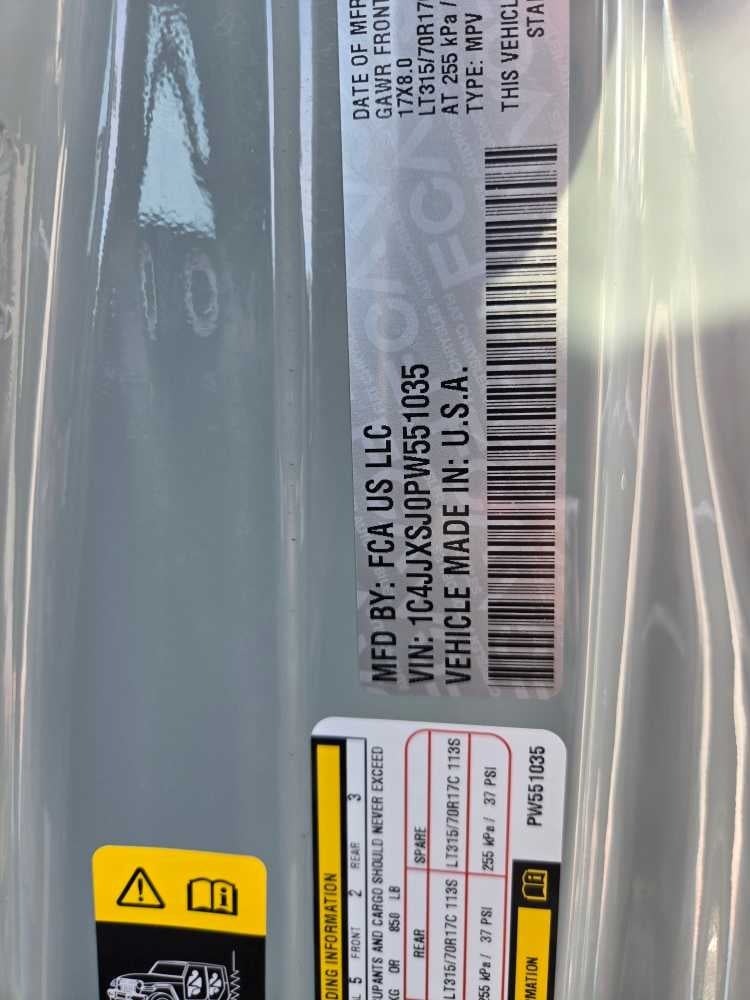 MFD BY: FCA US LLC
VIN: 1C4JJXSJ0PW551035
VEHICLE MADE IN: U.S.A.
DATE OF MFR
GAWR FRONT
17X8.0
LT315/70R17
AT 255 kPa /
TYPE: MPV
THIS VEHICL
STAI
DING INFORMATION
AL 5 FRONT 2 REAR 3
UPANTS AND CARGO SHOULD NEVER EXCEED
KG OR 850 LB
REAR SPARE
LT315/70R17C 113S LT315/70R17C 113S
255 kPa / 37 PSI 255 kPa / 37 PSI
MATION PW551035